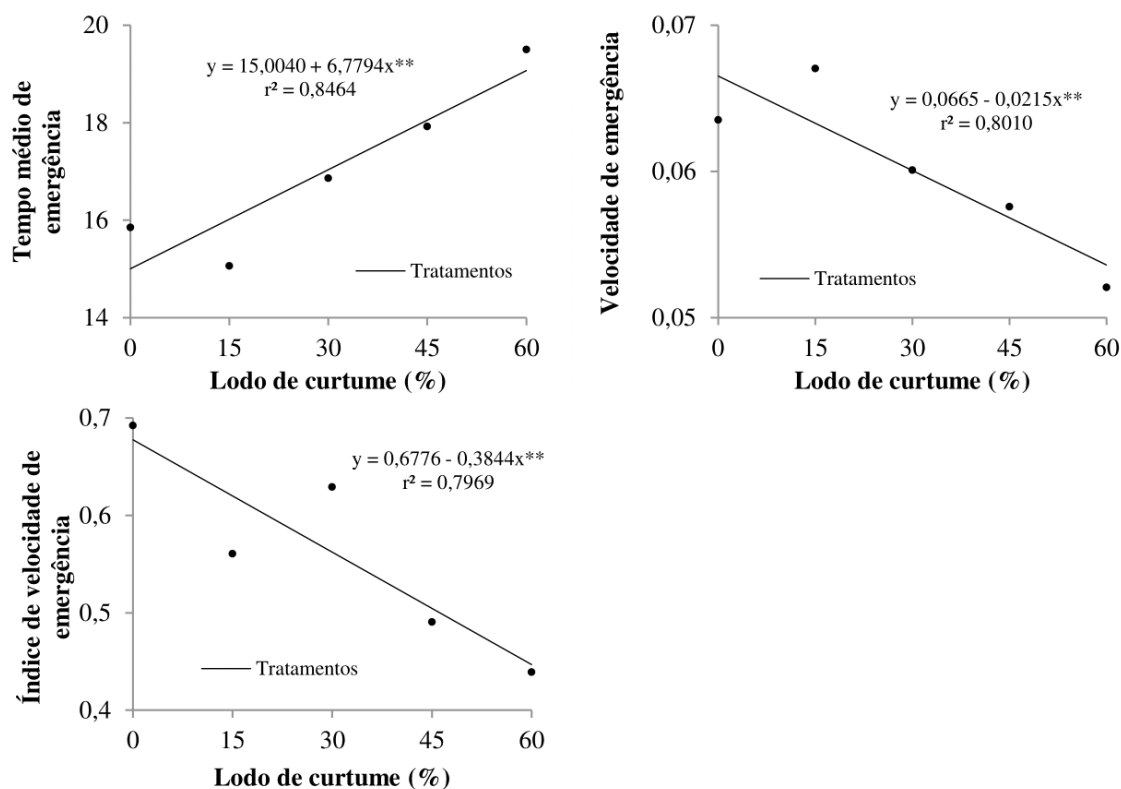 Tempo médio de
emergência
20
18
16
14
y = 15,0040 + 6,7794x**
r² = 0,8464
Tratamentos
0 15 30 45 60
Lodo de curtume (%)
Velocidade de emergência
0,07
0,06
0,05
y = 0,0665 - 0,0215x**
r² = 0,8010
Tratamentos
0 15 30 45 60
Lodo de curtume (%)
Índice de velocidade de
emergência
0,7
0,6
0,5
0,4
y = 0,6776 - 0,3844x**
r² = 0,7969
Tratamentos
0 15 30 45 60
Lodo de curtume (%)